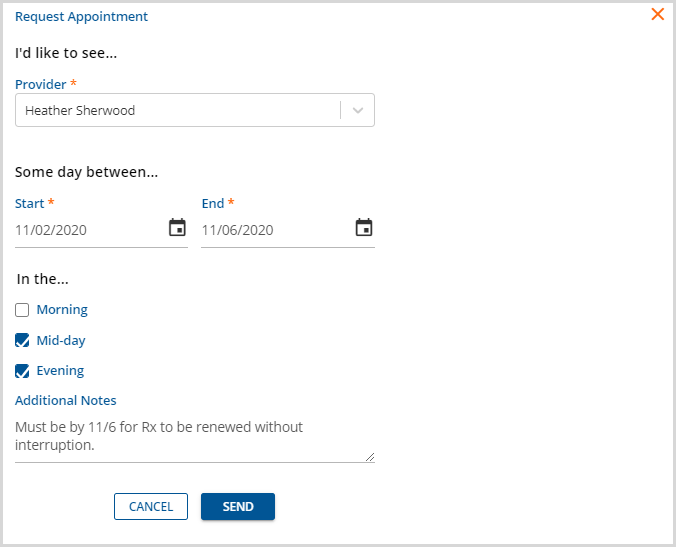 Request Appointment
I'd like to see...
Provider *
Heather Sherwood
Some day between...
Start * End *
11/02/2020 11/06/2020
In the...
Morning
Mid-day
Evening
Additional Notes
Must be by 11/6 for Rx to be renewed without
interruption.
CANCEL SEND